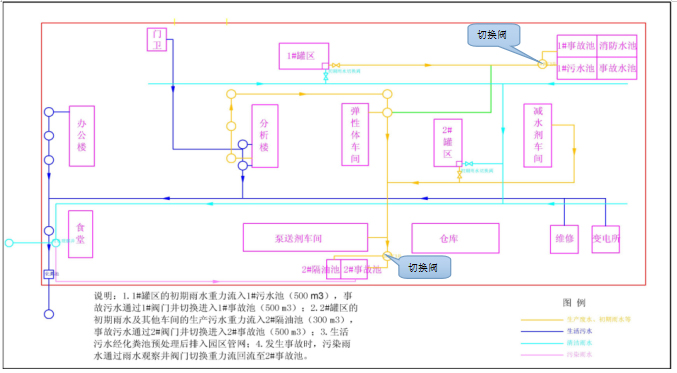 门卫
切换阀
1#罐区
1#事故池 消防水池
1#污水池 事故水池
办公楼
分析楼
弹性体车间
2#罐区
减水剂车间
食堂
泵送剂车间
仓库
维修
变电所
2#隔油池 2#事故池
切换阀
说明：1.1#罐区的初期雨水重力流入1#污水池（500 m3），事
故污水通过1#阀门并切换进入1#事故池（500 m3）；2.2#罐区
的初期雨水及其他车间的生产污水重力流入2#隔油池（300 m3），
事故污水通过2#阀门并切换进入2#事故池（500 m3）；3.生活
污水经化粪池预处理后排入园区管网；4.发生事故时，污染雨
水通过雨水观察井阀门切换重力流回流至2#事故池。
图 例
生产废水、初期雨水管
生活污水
清洁雨水
污染雨水